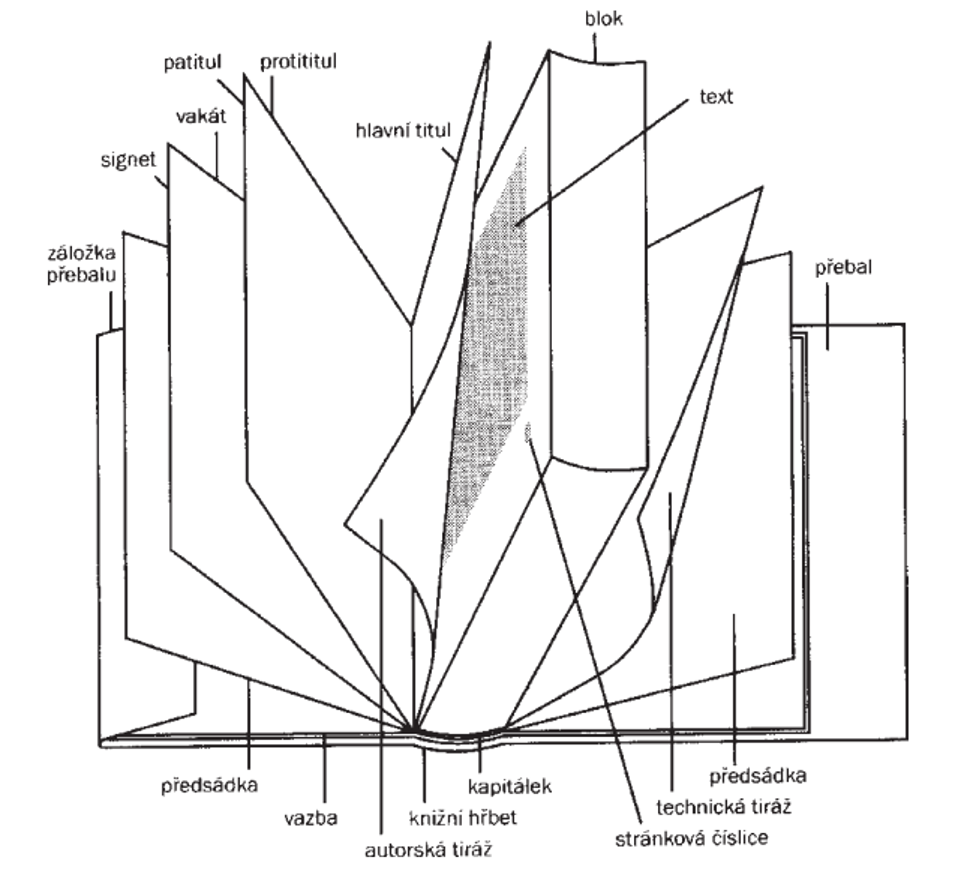 blok
patitul
protititul
text
vakát
hlavní titul
signet
záložka
přebalu
přebal
předsádka
kapitálek
předsádka
vazba
knižní hřbet
technická tiráž
autorská tiráž
stránková číslice